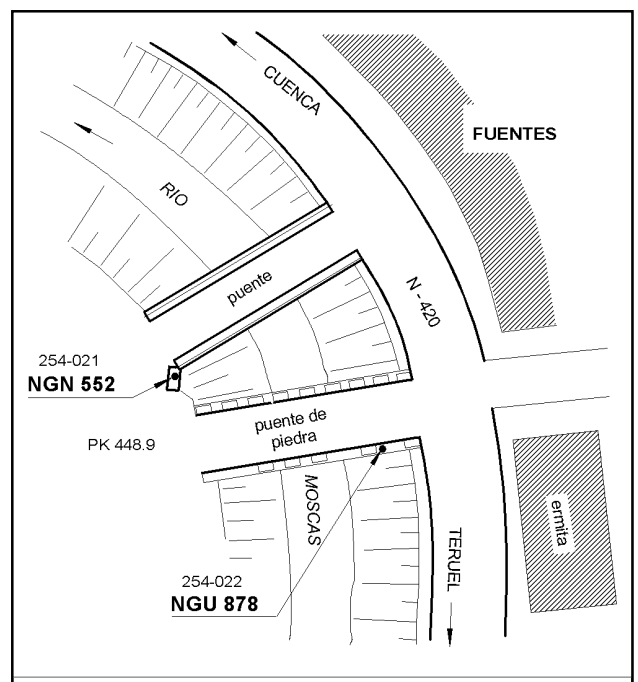 CUENCA
FUENTES
RIO
puente
N - 420
254-021
NGN 552
puente de
piedra
PK 448.9
MOSCAS
ermita
TERUEL
254-022
NGU 878